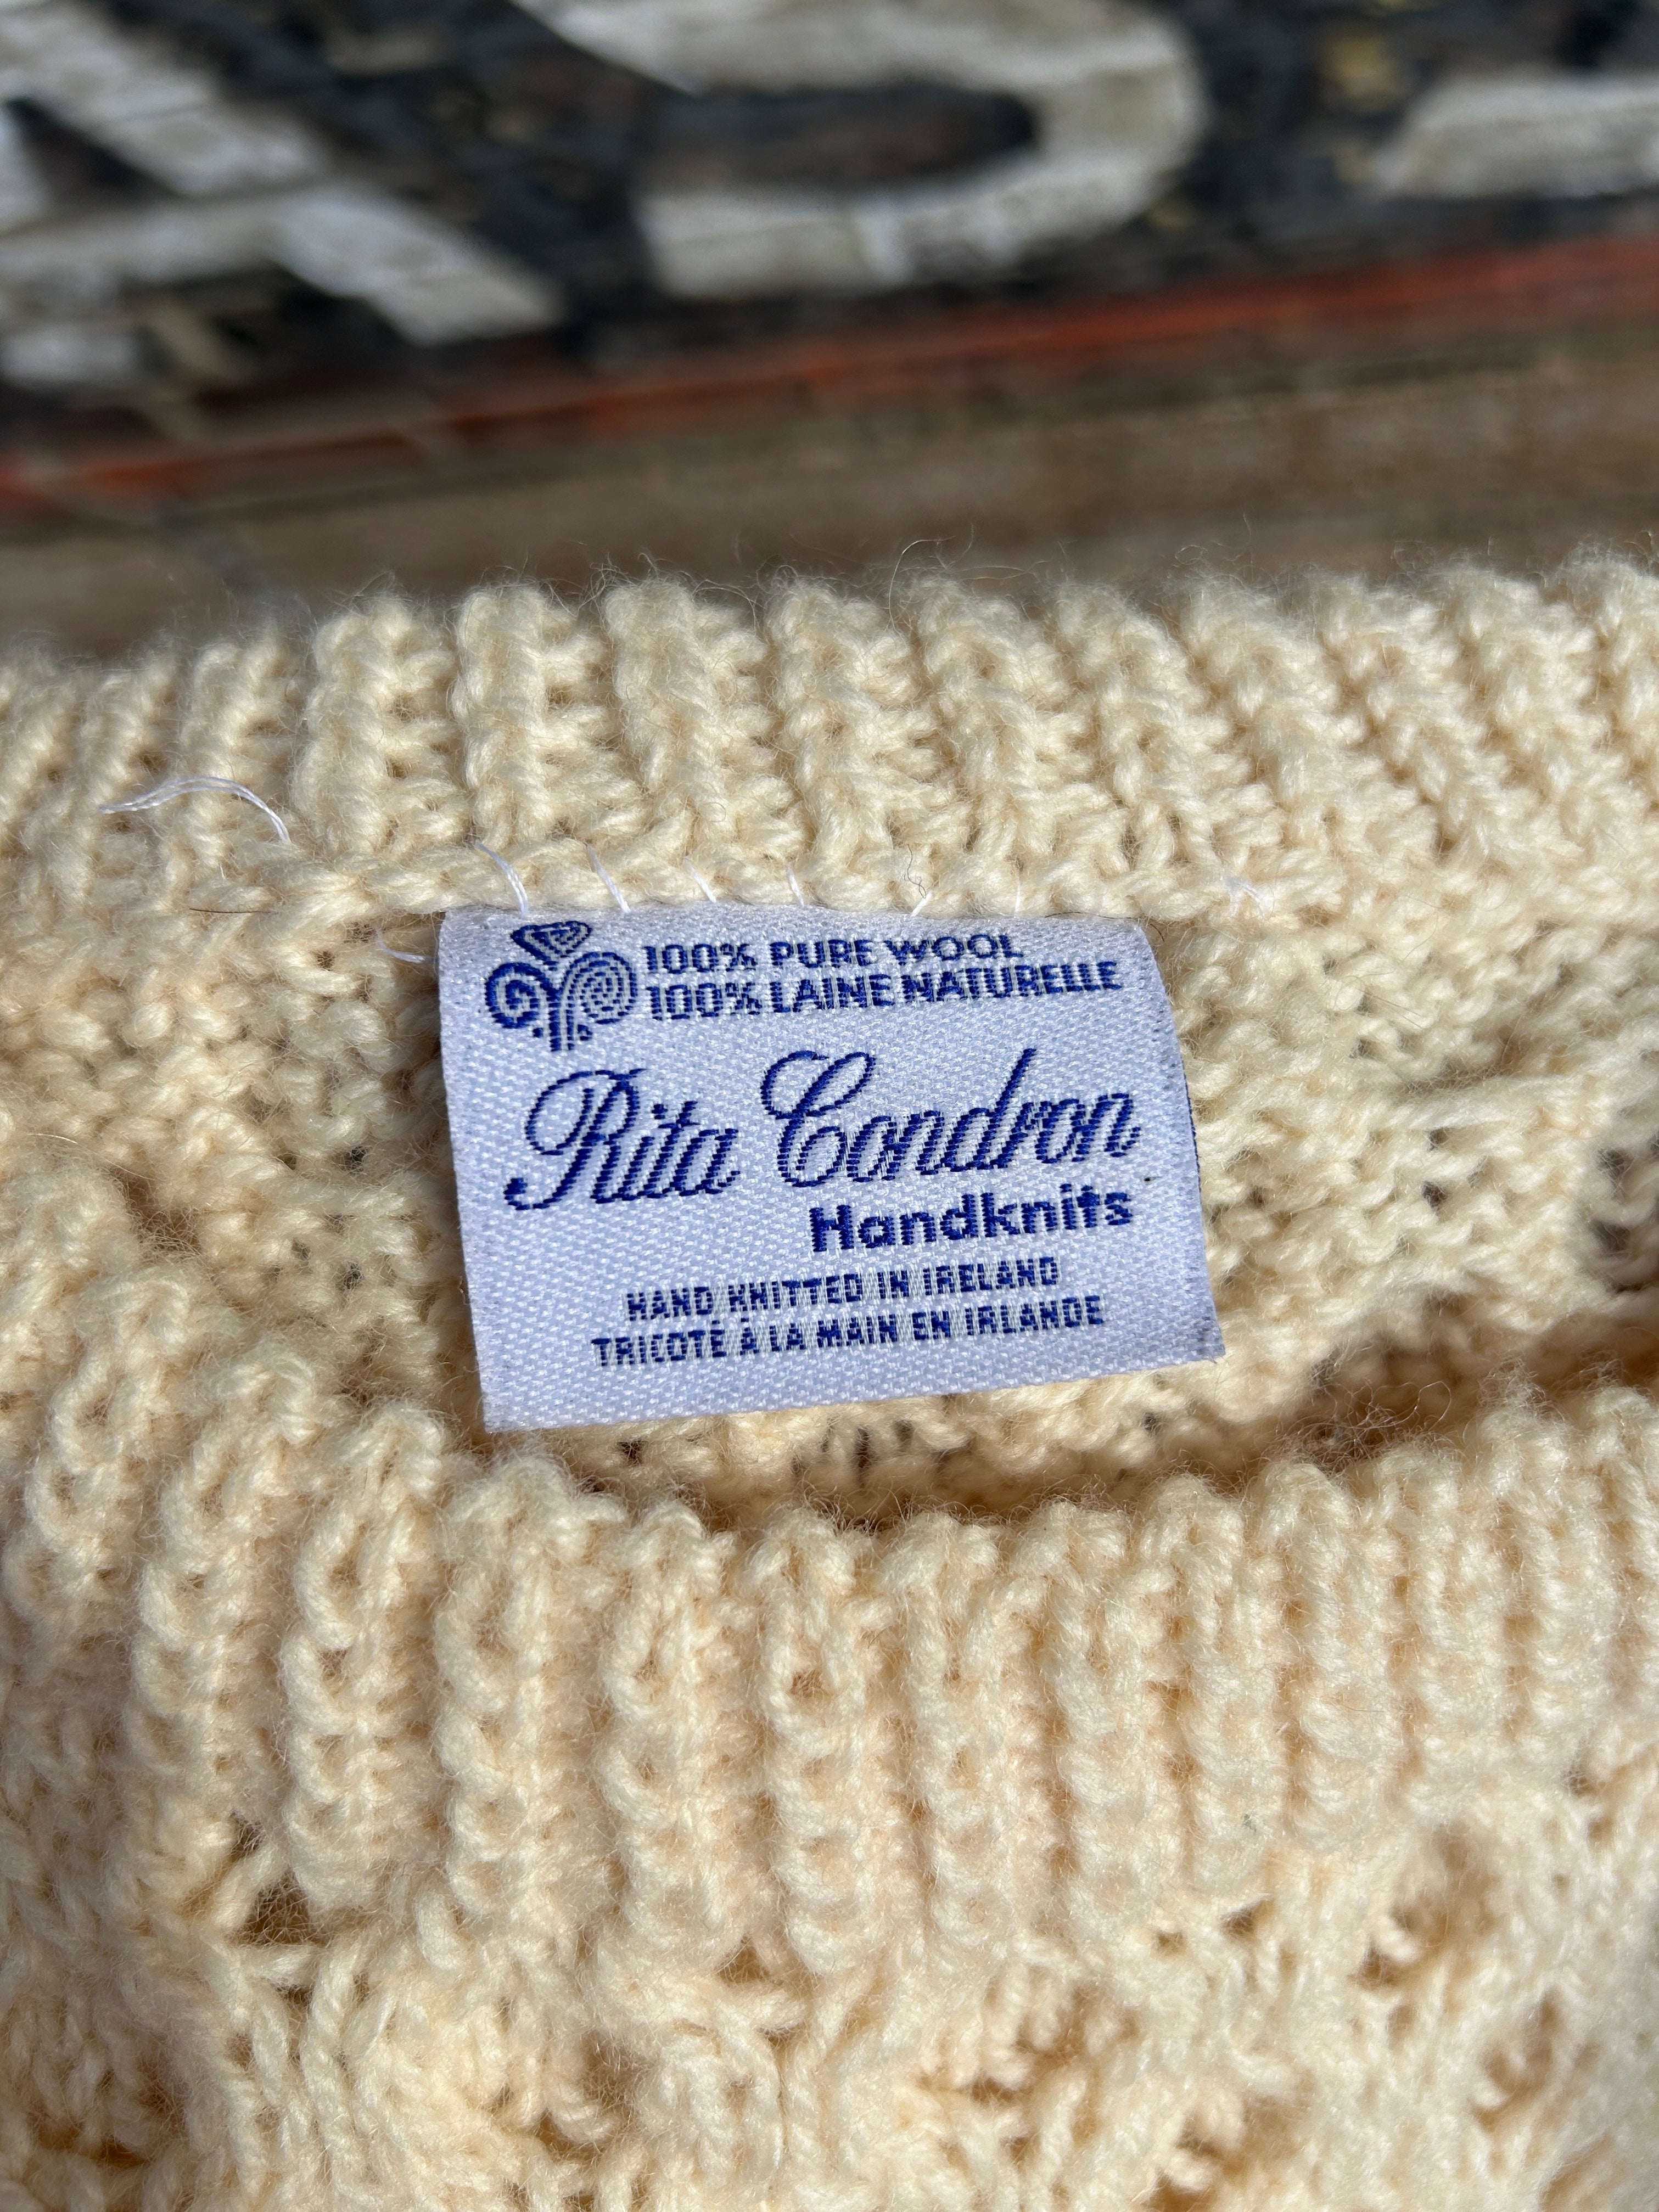 100% PURE WOOL
100% LAINE NATURELLE
Rita Condron
Handknits
HAND KNITTED IN IRELAND
TRICOTÉ À LA MAIN EN IRLANDE